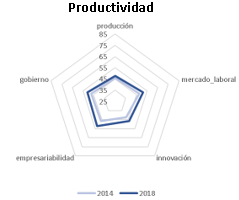 Productividad
producción
85
75
65
55
45
35
25
gobierno
mercado_laboral
empresariabilidad
innovación
2014
2018